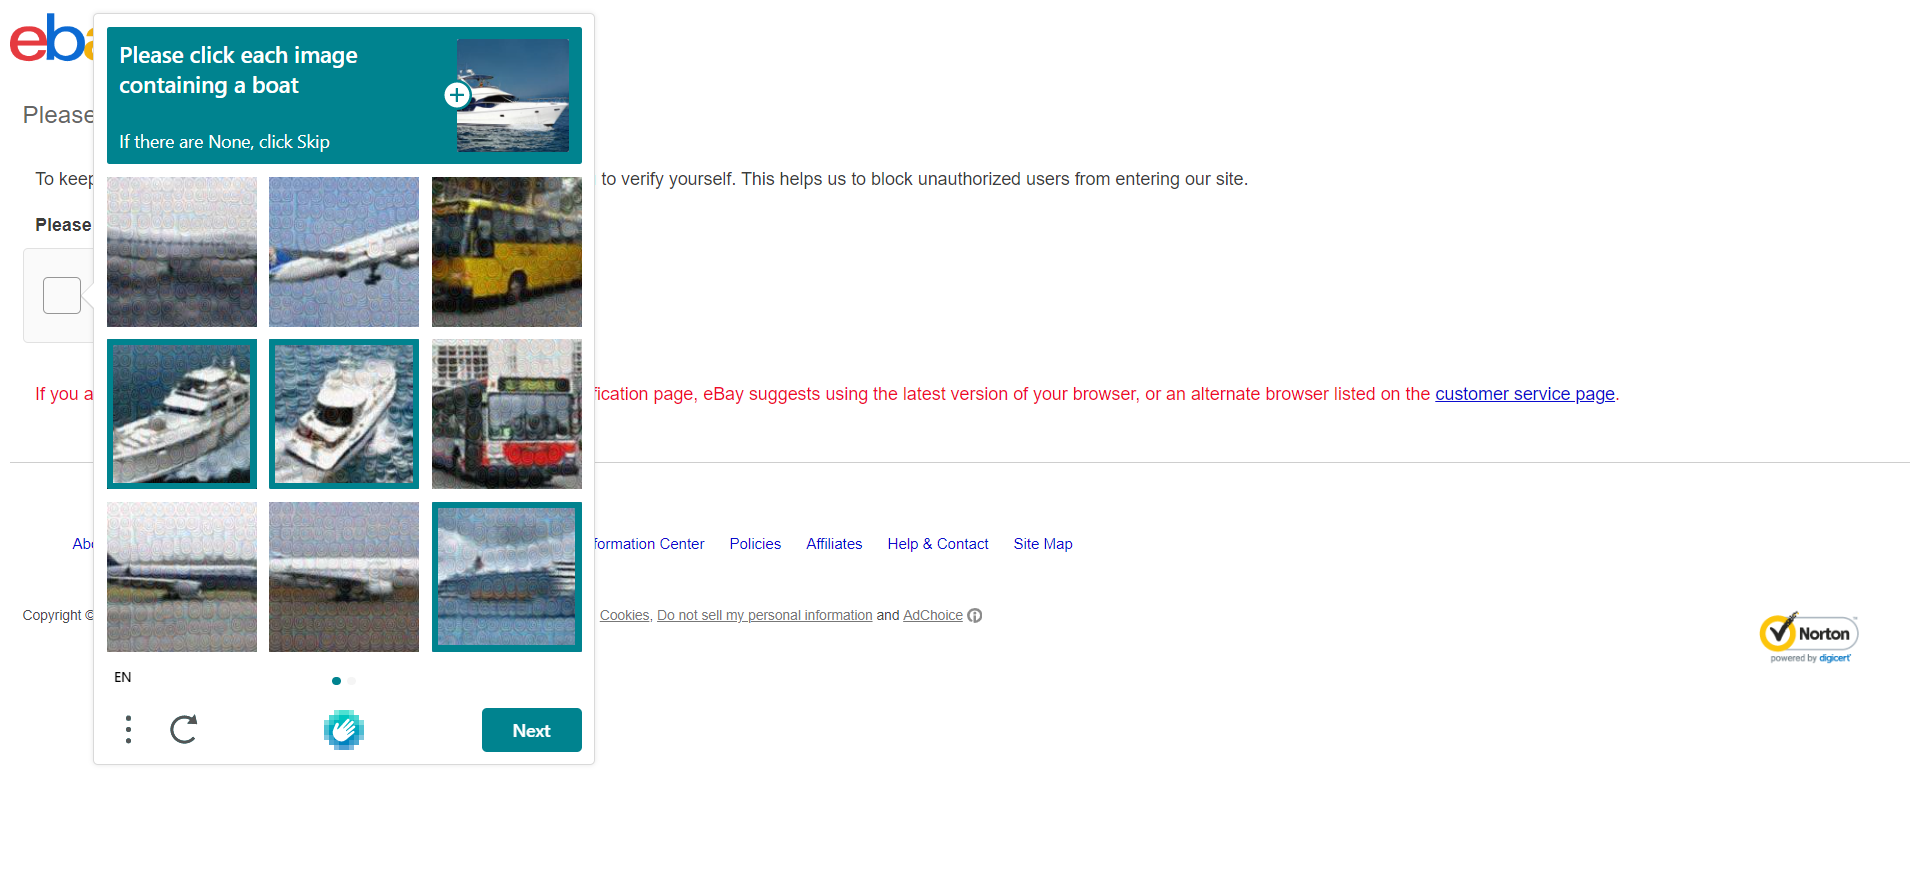 eba
Please click each image
containing a boat
If there are None, click Skip
Please
To keep to verify yourself. This helps us to block unauthorized users from entering our site.
Please
If you a fication page, eBay suggests using the latest version of your browser, or an alternate browser listed on the customer service page.
Abo formation Center Policies Affiliates Help & Contact Site Map
Copyright © Cookies, Do not sell my personal information and AdChoice
Norton
powered by digicert
EN
Next